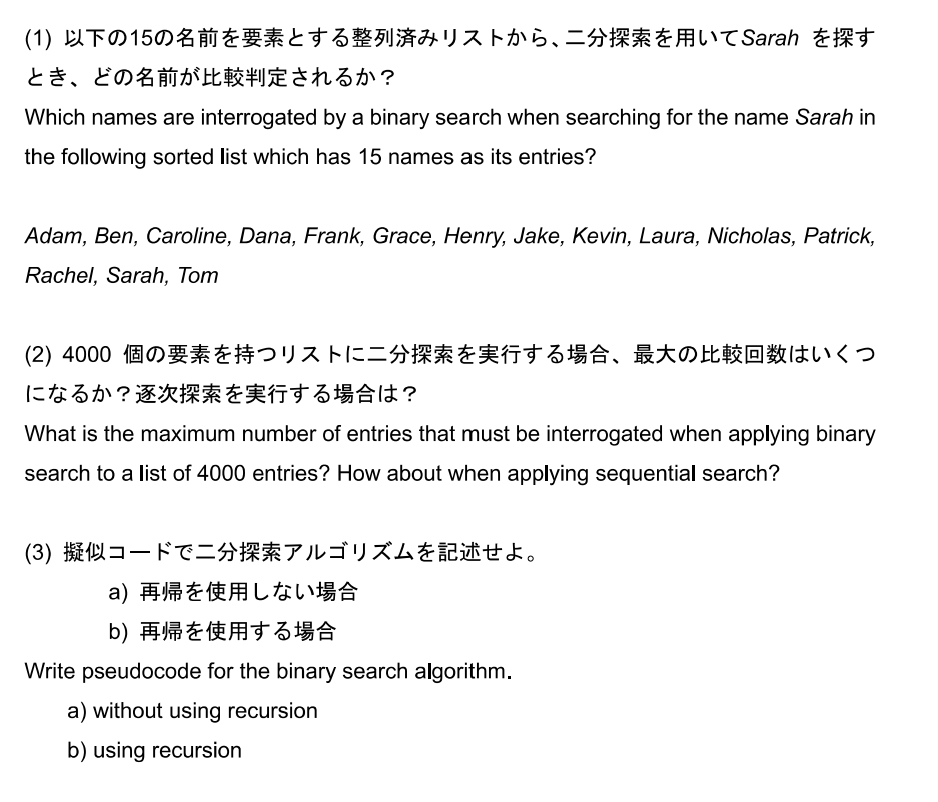 (1) 以下の15の名前を要素とする整列済みリストから、二分探索を用いてSarah を探す
とき、どの名前が比較判定されるか？
Which names are interrogated by a binary search when searching for the name Sarah in
the following sorted list which has 15 names as its entries?
Adam, Ben, Caroline, Dana, Frank, Grace, Henry, Jake, Kevin, Laura, Nicholas, Patrick,
Rachel, Sarah, Tom
(2) 4000 個の要素を持つリストに二分探索を実行する場合、最大の比較回数はいくつ
になるか？逐次探索を実行する場合は？
What is the maximum number of entries that must be interrogated when applying binary
search to a list of 4000 entries? How about when applying sequential search?
(3) 擬似コードで二分探索アルゴリズムを記述せよ。
a) 再帰を使用しない場合
b) 再帰を使用する場合
Write pseudocode for the binary search algorithm.
a) without using recursion
b) using recursion